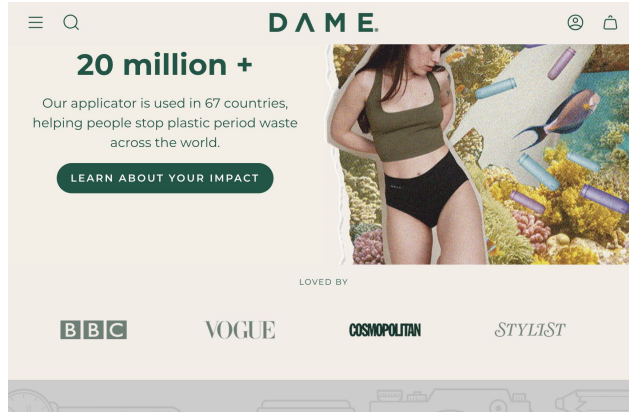 DAME.
20 million +
Our applicator is used in 67 countries,
helping people stop plastic period waste
across the world.
LEARN ABOUT YOUR IMPACT
LOVED BY
BBC
VOGUE
COSMOPOLITAN
STYLIST